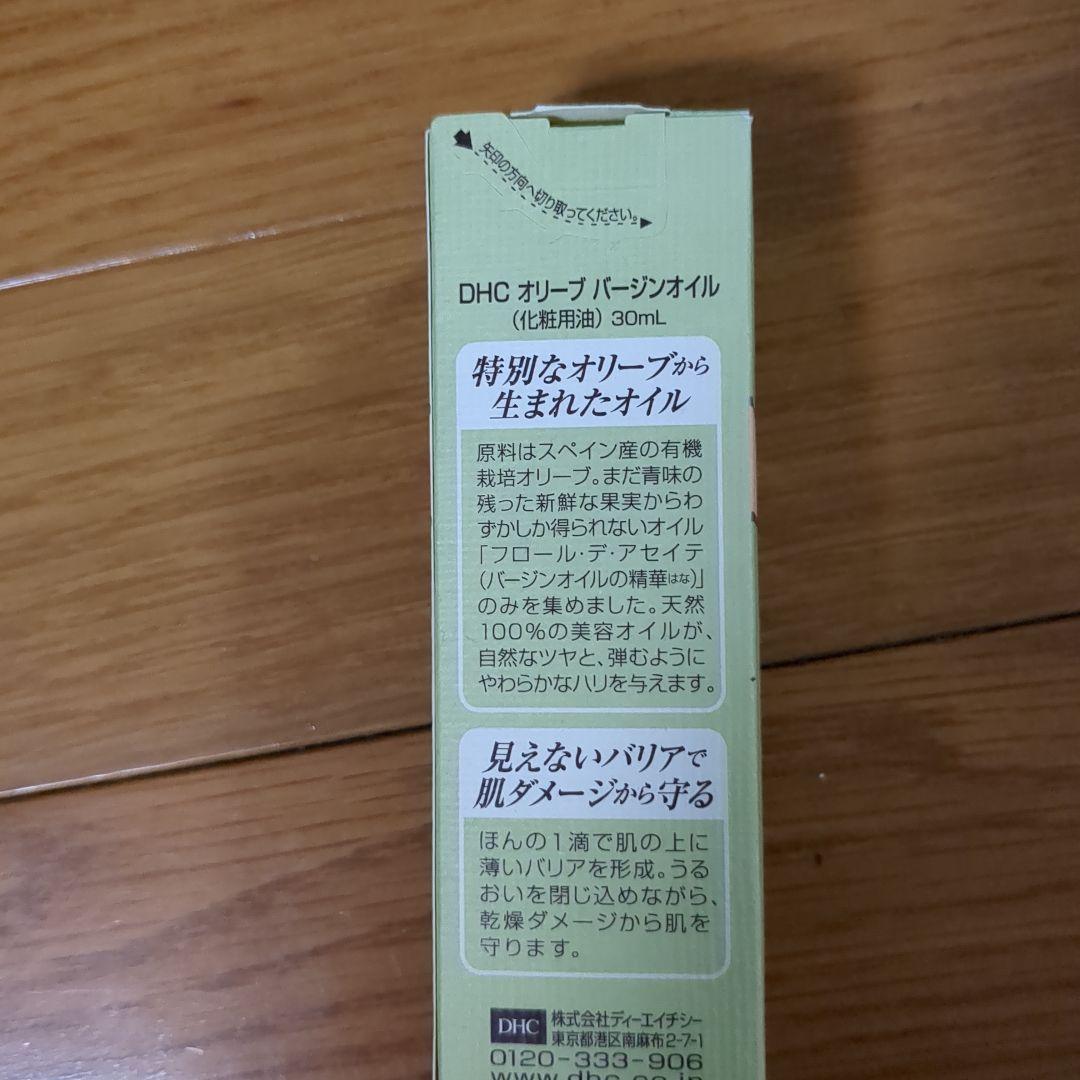 矢印の方向へ切り取ってください。
DHC オリーブ バージンオイル
(化粧用油) 30mL
特別なオリーブから
生まれたオイル
原料はスペイン産の有機
栽培オリーブ。まだ青味の
残った新鮮な果実からわ
ずかしか得られないオイル
「フロール・デ・アセイテ
(バージンオイルの精華はな)」
のみを集めました。天然
100%の美容オイルが、
自然なツヤと、弾むように
やわらかなハリを与えます。
見えないバリアで
肌ダメージから守る
ほんの1滴で肌の上に
薄いバリアを形成。うる
おいを閉じ込めながら、
乾燥ダメージから肌を
守ります。
DHC 株式会社ディーエイチシー
東京都港区南麻布2-7-1
0120-333-906
www.dhc.co.jp